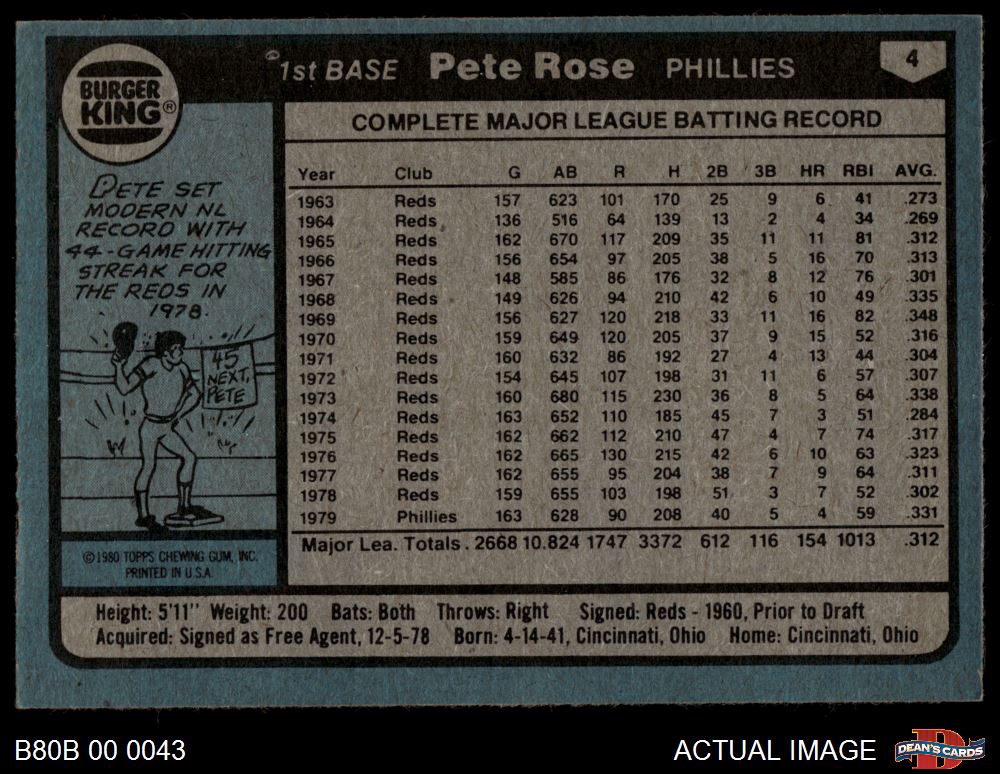 BURGER
KING®
1st BASE Pete Rose PHILLIES
4
COMPLETE MAJOR LEAGUE BATTING RECORD
Year Club G AB R H 2B 3B HR RBI AVG.
1963 Reds 157 623 101 170 25 9 6 41 .273
1964 Reds 136 516 64 139 13 2 4 34 .269
1965 Reds 162 670 117 209 35 11 11 81 .312
1966 Reds 156 654 97 205 38 5 16 70 .313
1967 Reds 148 585 86 176 32 8 12 76 .301
1968 Reds 149 626 94 210 42 6 10 49 .335
1969 Reds 156 627 120 218 33 11 16 82 .348
1970 Reds 159 649 120 205 37 9 15 52 .316
1971 Reds 160 632 86 192 27 4 13 44 .304
1972 Reds 154 645 107 198 31 11 6 57 .307
1973 Reds 160 680 115 230 36 8 5 64 .338
1974 Reds 163 652 110 185 45 7 3 51 .284
1975 Reds 162 662 112 210 47 4 7 74 .317
1976 Reds 162 665 130 215 42 6 10 63 .323
1977 Reds 162 655 95 204 38 7 9 64 .311
1978 Reds 159 655 103 198 51 3 7 52 .302
1979 Phillies 163 628 90 208 40 5 4 59 .331
Major Lea. Totals. 2668 10.824 1747 3372 612 116 154 1013 .312
PETE SET
MODERN NL
RECORD WITH
44-GAME HITTING
STREAK FOR
THE REDS IN
1978.
45
NEXT,
PETE
©1980 TOPPS CHEWING GUM, INC.
PRINTED IN U.S.A.
Height: 5'11" Weight: 200 Bats: Both Throws: Right Signed: Reds - 1960, Prior to Draft
Acquired: Signed as Free Agent, 12-5-78 Born: 4-14-41, Cincinnati, Ohio Home: Cincinnati, Ohio
B80B 00 0043
ACTUAL IMAGE
DEAN'S CARDS